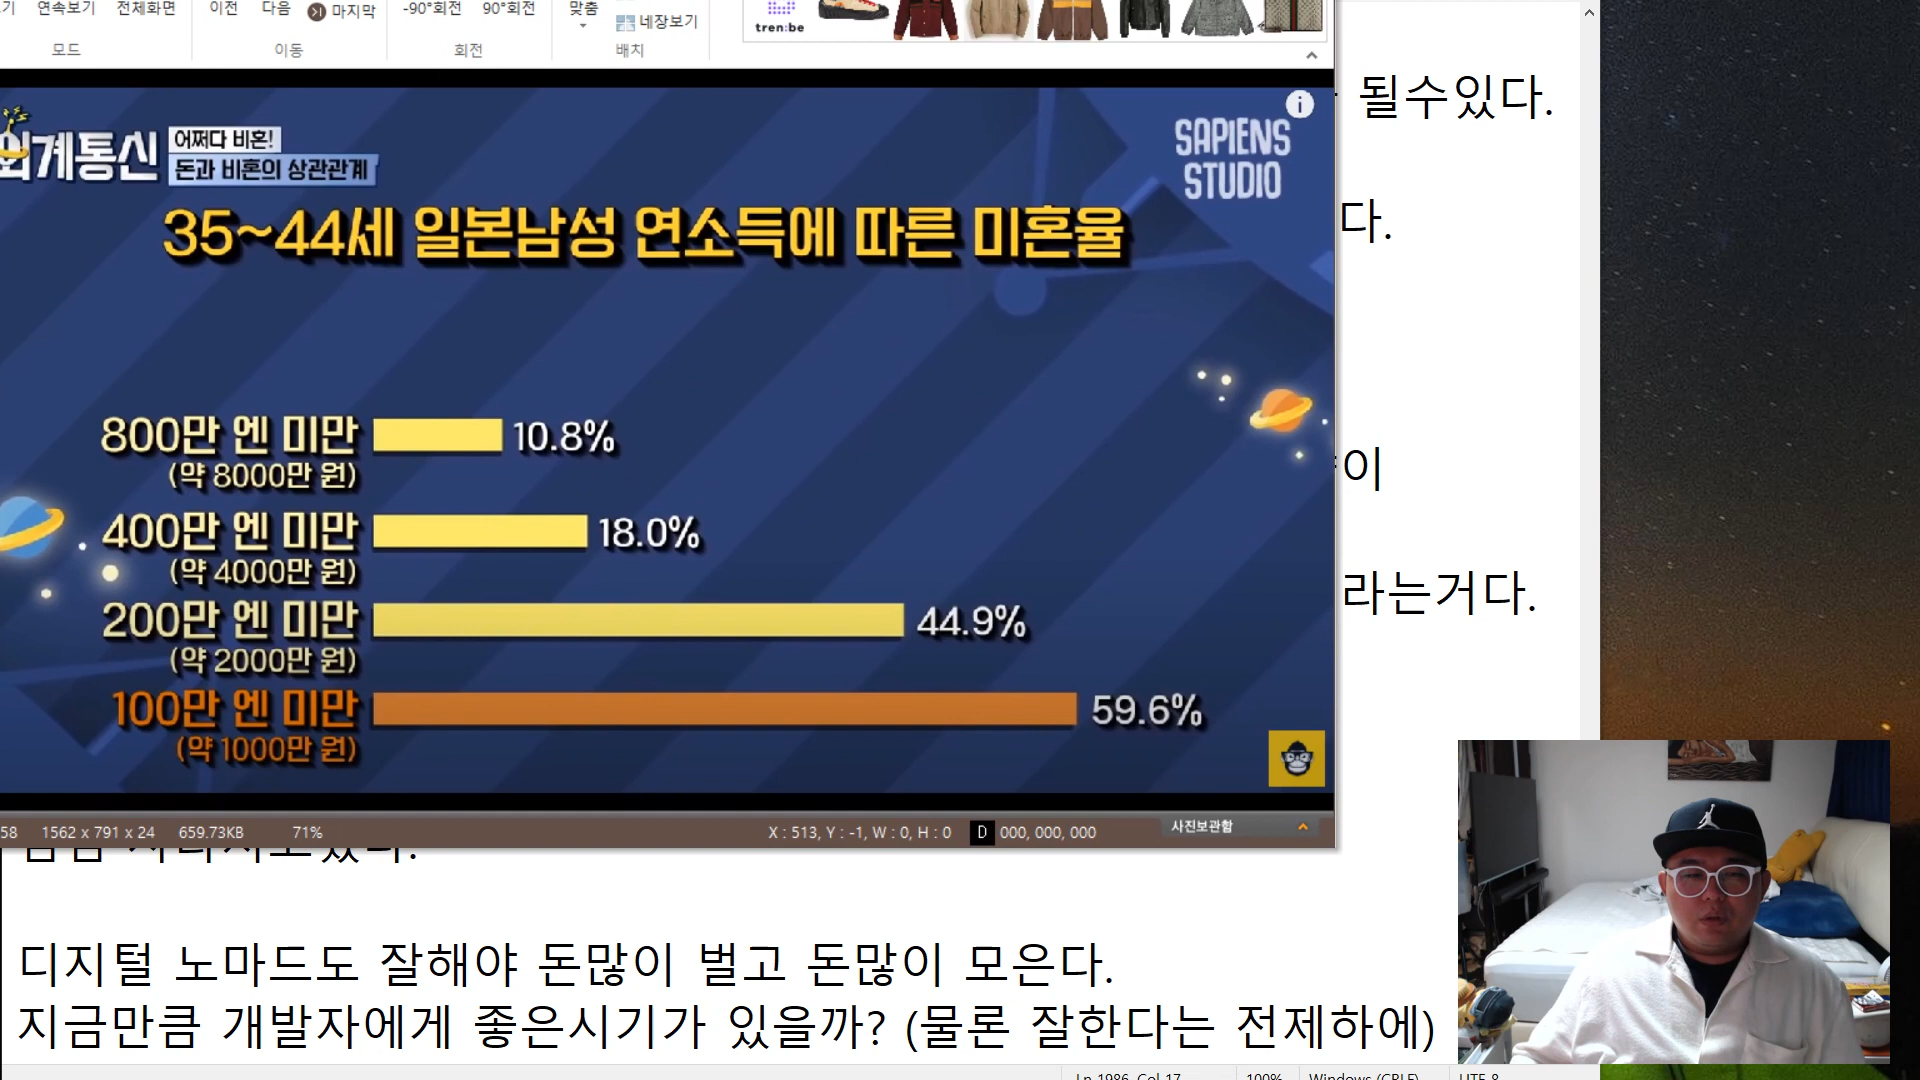 연속보기
전체화면
이전
다음
마지막
-90°회전
90°회전
맞춤
네장보기
모드
이동
회전
배치
tren:be
외계통신
어쩌다 비혼!
돈과 비혼의 상관관계
SAPIENS
STUDIO
35~44세 일본남성 연소득에 따른 미혼율
800만 엔 미만
10.8%
(약 8000만 원)
400만 엔 미만
18.0%
(약 4000만 원)
200만 엔 미만
44.9%
(약 2000만 원)
100만 엔 미만
59.6%
(약 1000만 원)
58
1562 x 791 x 24
659.73KB
71%
X : 513, Y : -1, W : 0, H : 0
D
000, 000, 000
사진보관함
될수있다.
다.
이
라는거다.
디지털 노마드도 잘해야 돈많이 벌고 돈많이 모은다.
지금만큼 개발자에게 좋은시기가 있을까? (물론 잘한다는 전제하에)
Ln 1986, Col 17
100%
Windows (CRLF)
UTF-8